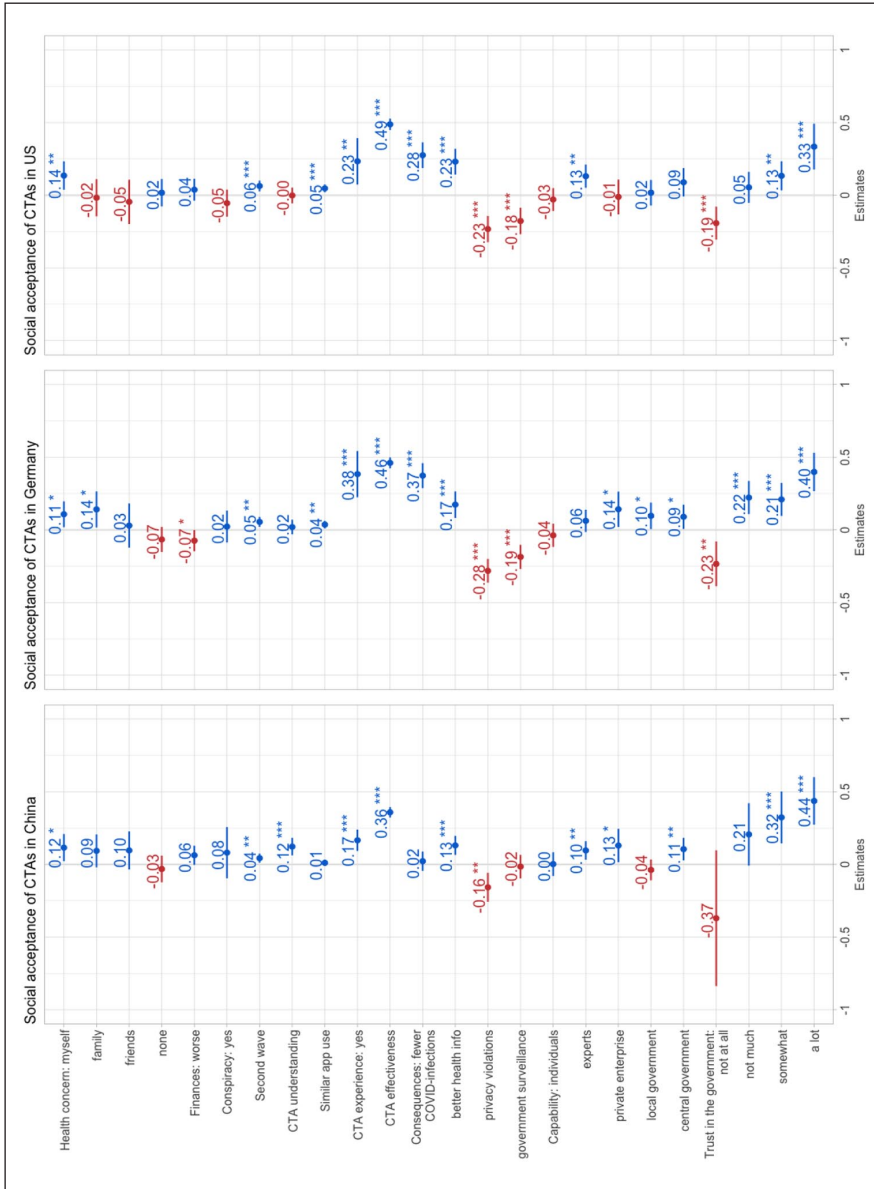 Social acceptance of CTAs in China
Social acceptance of CTAs in Germany
Social acceptance of CTAs in US
Health concern: myself
0.12 *
0.11 *
0.14 **
family
0.09
0.14 *
-0.02
friends
0.10
0.03
-0.05
none
-0.03
-0.07
0.02
Finances: worse
0.06
-0.07 *
0.04
Conspiracy: yes
0.08
0.02
-0.05
Second wave
0.04 **
0.05 **
0.06 ***
CTA understanding
0.12 ***
0.02
-0.00
Similar app use
0.01
0.04 **
0.05 ***
CTA experience: yes
0.17 ***
0.38 ***
0.23 **
CTA effectiveness
0.36 ***
0.46 ***
0.49 ***
Consequences: fewer
COVID-infections
0.02
0.37 ***
0.28 ***
better health info
0.13 ***
0.17 ***
0.23 ***
privacy violations
-0.16 **
-0.28 ***
-0.23 ***
government surveillance
-0.02
-0.19 ***
-0.18 ***
Capability: individuals
0.00
-0.04
-0.03
experts
0.10 **
0.06
0.13 **
private enterprise
0.13 *
0.14 *
-0.01
local government
-0.04
0.10 *
0.02
central government
0.11 **
0.09 *
0.09
Trust in the government:
not at all
-0.37
-0.23 **
-0.19 ***
not much
0.21
0.22 ***
0.05
somewhat
0.32 ***
0.21 ***
0.13 **
a lot
0.44 ***
0.40 ***
0.33 ***
-1 -0.5 0 0.5 1
Estimates
-1 -0.5 0 0.5 1
Estimates
-1 -0.5 0 0.5 1
Estimates